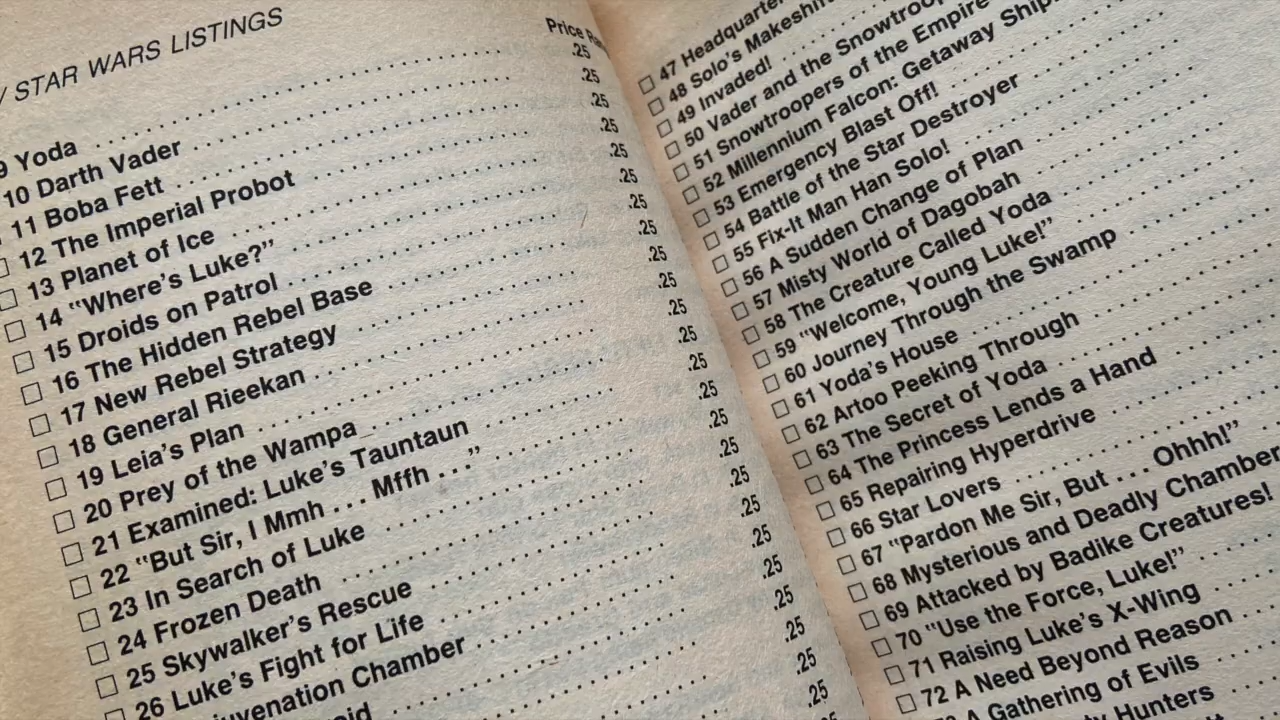 STAR WARS LISTINGS
Price
9 Yoda .25
10 Darth Vader .25
□ 11 Boba Fett .25
□ 12 The Imperial Probot .25
□ 13 Planet of Ice .25
□ 14 "Where's Luke?" .25
□ 15 Droids on Patrol .25
□ 16 The Hidden Rebel Base .25
□ 17 New Rebel Strategy .25
□ 18 General Rieekan .25
□ 19 Leia's Plan .25
□ 20 Prey of the Wampa .25
□ 21 Examined: Luke's Tauntaun .25
□ 22 "But Sir, I Mmh . . . Mffh . . ." .25
□ 23 In Search of Luke .25
□ 24 Frozen Death .25
□ 25 Skywalker's Rescue .25
□ 26 Luke's Fight for Life .25
Chamber .25
.25
.25
.25
.25
□ 47
□ 48 Solo's
□ 49 Invaded!
□ 50 Vader and the
□ 51 Snowtroopers of the Empire
□ 52 Millennium Falcon: Getaway Ship
□ 53 Emergency Blast Off!
□ 54 Battle of the Star Destroyer
□ 55 Fix-It Man Han Solo!
□ 56 A Sudden Change of Plan
□ 57 Misty World of Dagobah
□ 58 The Creature Called Yoda
□ 59 "Welcome, Young Luke!"
□ 60 Journey Through the Swamp
□ 61 Yoda's House
□ 62 Artoo Peeking Through
□ 63 The Secret of Yoda
□ 64 The Princess Lends a Hand
□ 65 Repairing Hyperdrive
□ 66 Star Lovers
□ 67 "Pardon Me Sir, But . . . Ohhh!"
□ 68 Mysterious and Deadly Chamber
□ 69 Attacked by Badlike Creatures!
□ 70 "Use the Force, Luke!"
□ 71 Raising Luke's X-Wing
□ 72 A Need Beyond Reason
A Gathering of Evils
Hunters